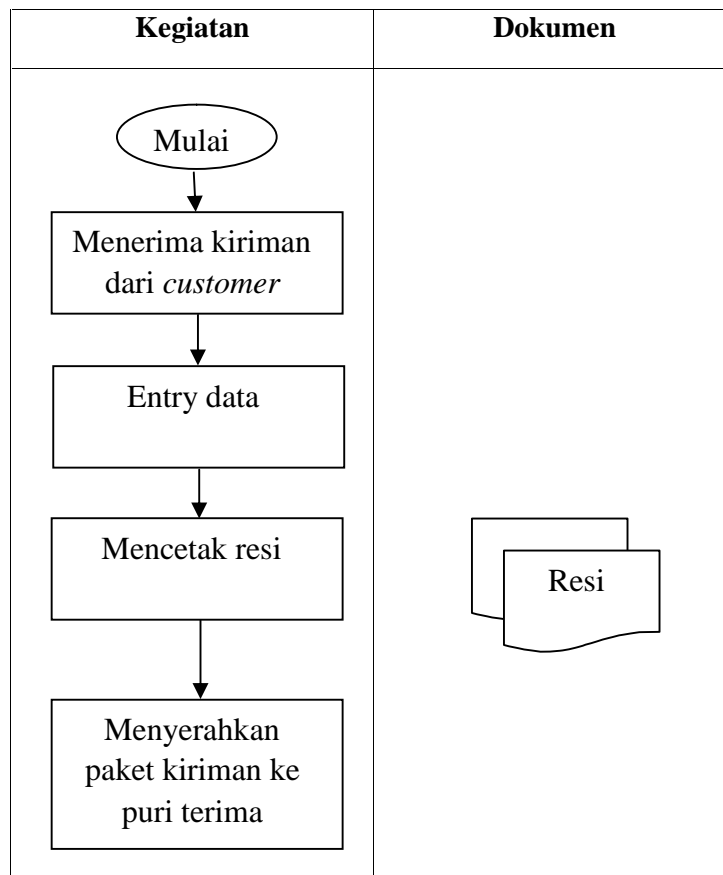 Kegiatan
Dokumen
Mulai
Menerima kiriman
dari customer
Entry data
Mencetak resi
Resi
Menyerahkan
paket kiriman ke
puri terima